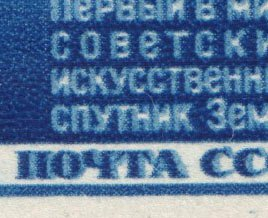 ПЕРВЫЙ В МИ
СОВЕТСКИ
ИСКУССТВЕНН
СПУТНИК ЗЕМ
ПОЧТА СС